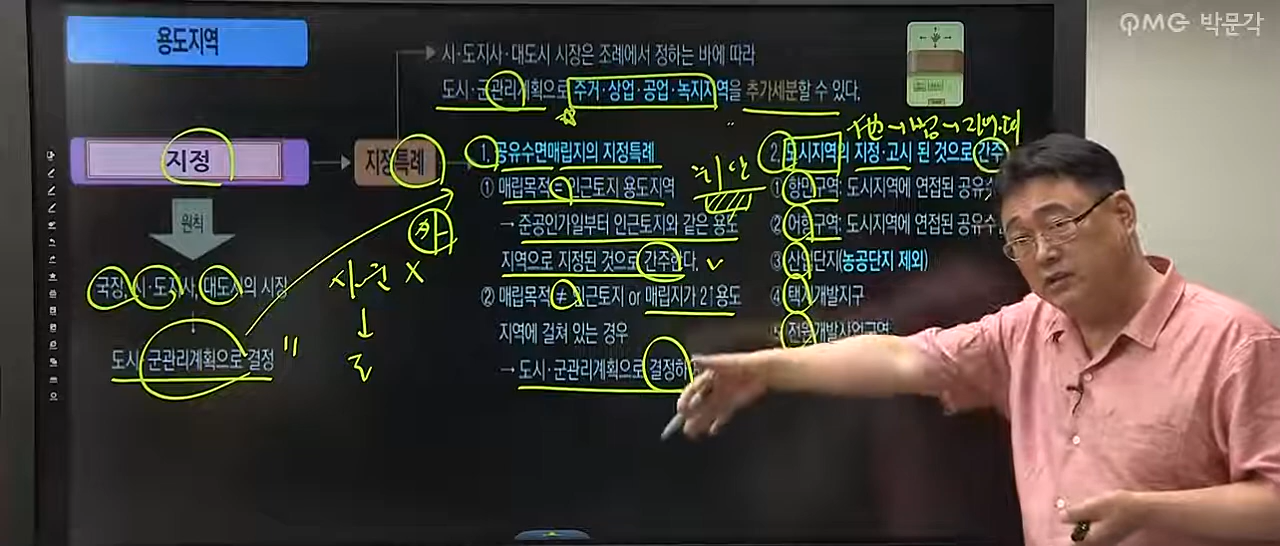 QMG 박문각
용도지역
시·도지사·대도시 시장은 조례에서 정하는 바에 따라
도시·군관리계획으로 주거·상업·공업·녹지지역을 추가세분할 수 있다.
지정
지정특례
1. 공유수면매립지의 지정특례
① 매립목적 = 인근토지 용도지역
→ 준공인가일부터 인근토지와 같은 용도
지역으로 지정된 것으로 간주한다.
② 매립목적 ≠ 인근토지 or 매립지가 2↑용도
지역에 걸쳐 있는 경우
→ 도시·군관리계획으로 결정하
2. 도시지역의 지정·고시 된 것으로 간주
① 항만구역: 도시지역에 연접된 공유수
② 어항구역: 도시지역에 연접된 공유수
③ 산업단지(농공단지 제외)
④ 택지개발지구
전원개발사업구역
원칙
국장, 시·도지사, 대도시의 시장
도시·군관리계획으로 결정